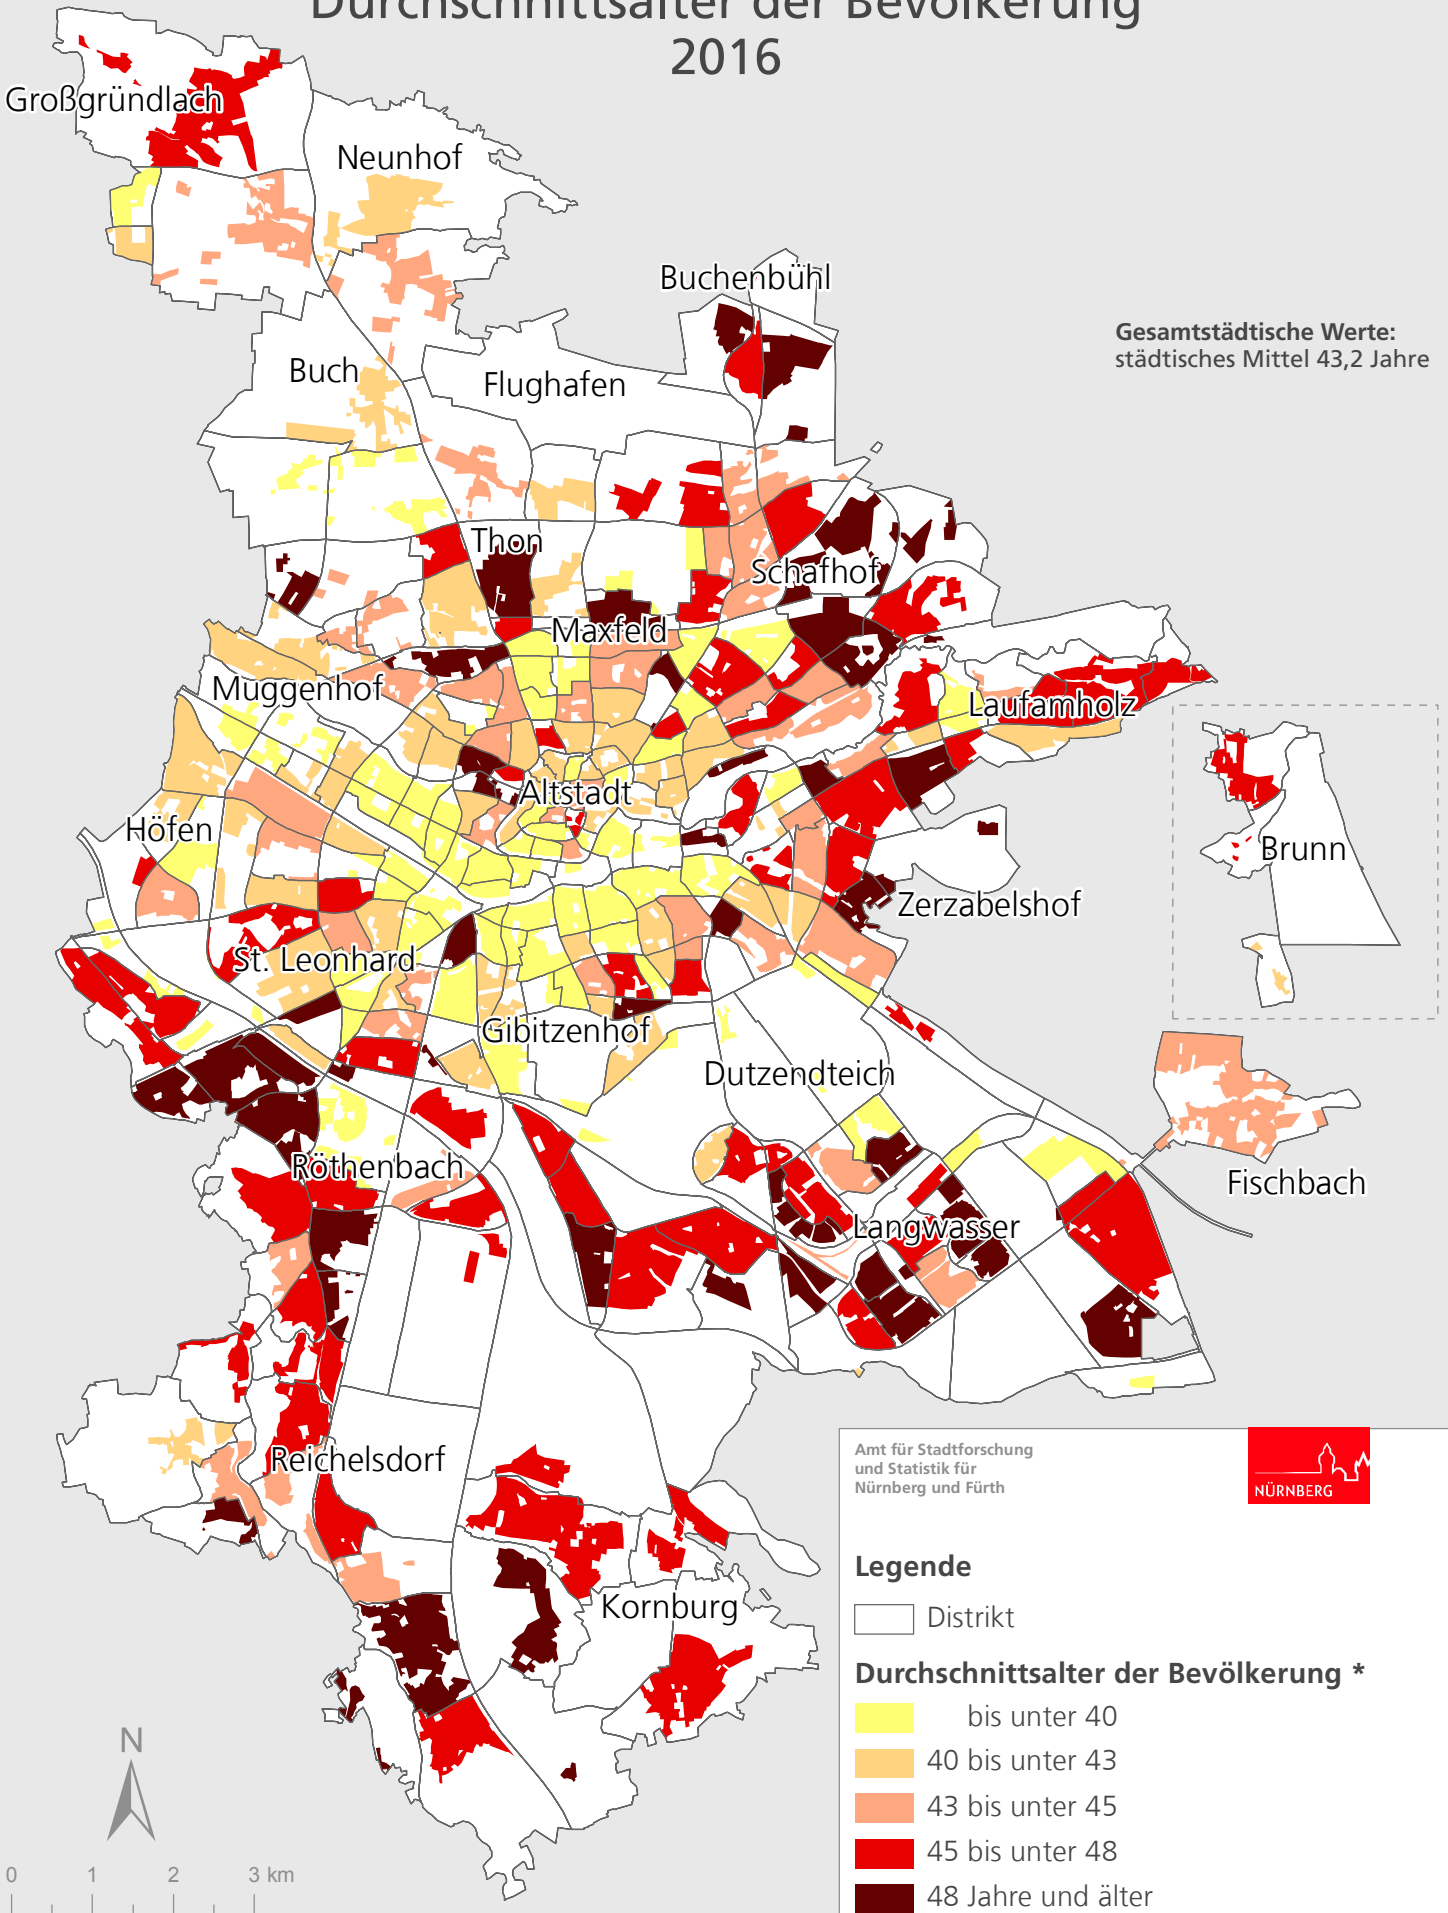 Durchschnittsalter der Bevölkerung
2016
Großgründlach
Neunhof
Buchenbühl
Gesamtstädtische Werte:
städtisches Mittel 43,2 Jahre
Buch
Flughafen
Thon
Schafhof
Maxfeld
Muggenhof
Laufamholz
Altstadt
Höfen
Brunn
Zerzabelshof
St. Leonhard
Gibitzenhof
Dutzendteich
Röthenbach
Fischbach
Langwasser
Reichelsdorf
Kornburg
Amt für Stadtforschung
und Statistik für
Nürnberg und Fürth
NÜRNBERG
Legende
Distrikt
Durchschnittsalter der Bevölkerung *
bis unter 40
40 bis unter 43
43 bis unter 45
45 bis unter 48
48 Jahre und älter
N
0 1 2 3 km